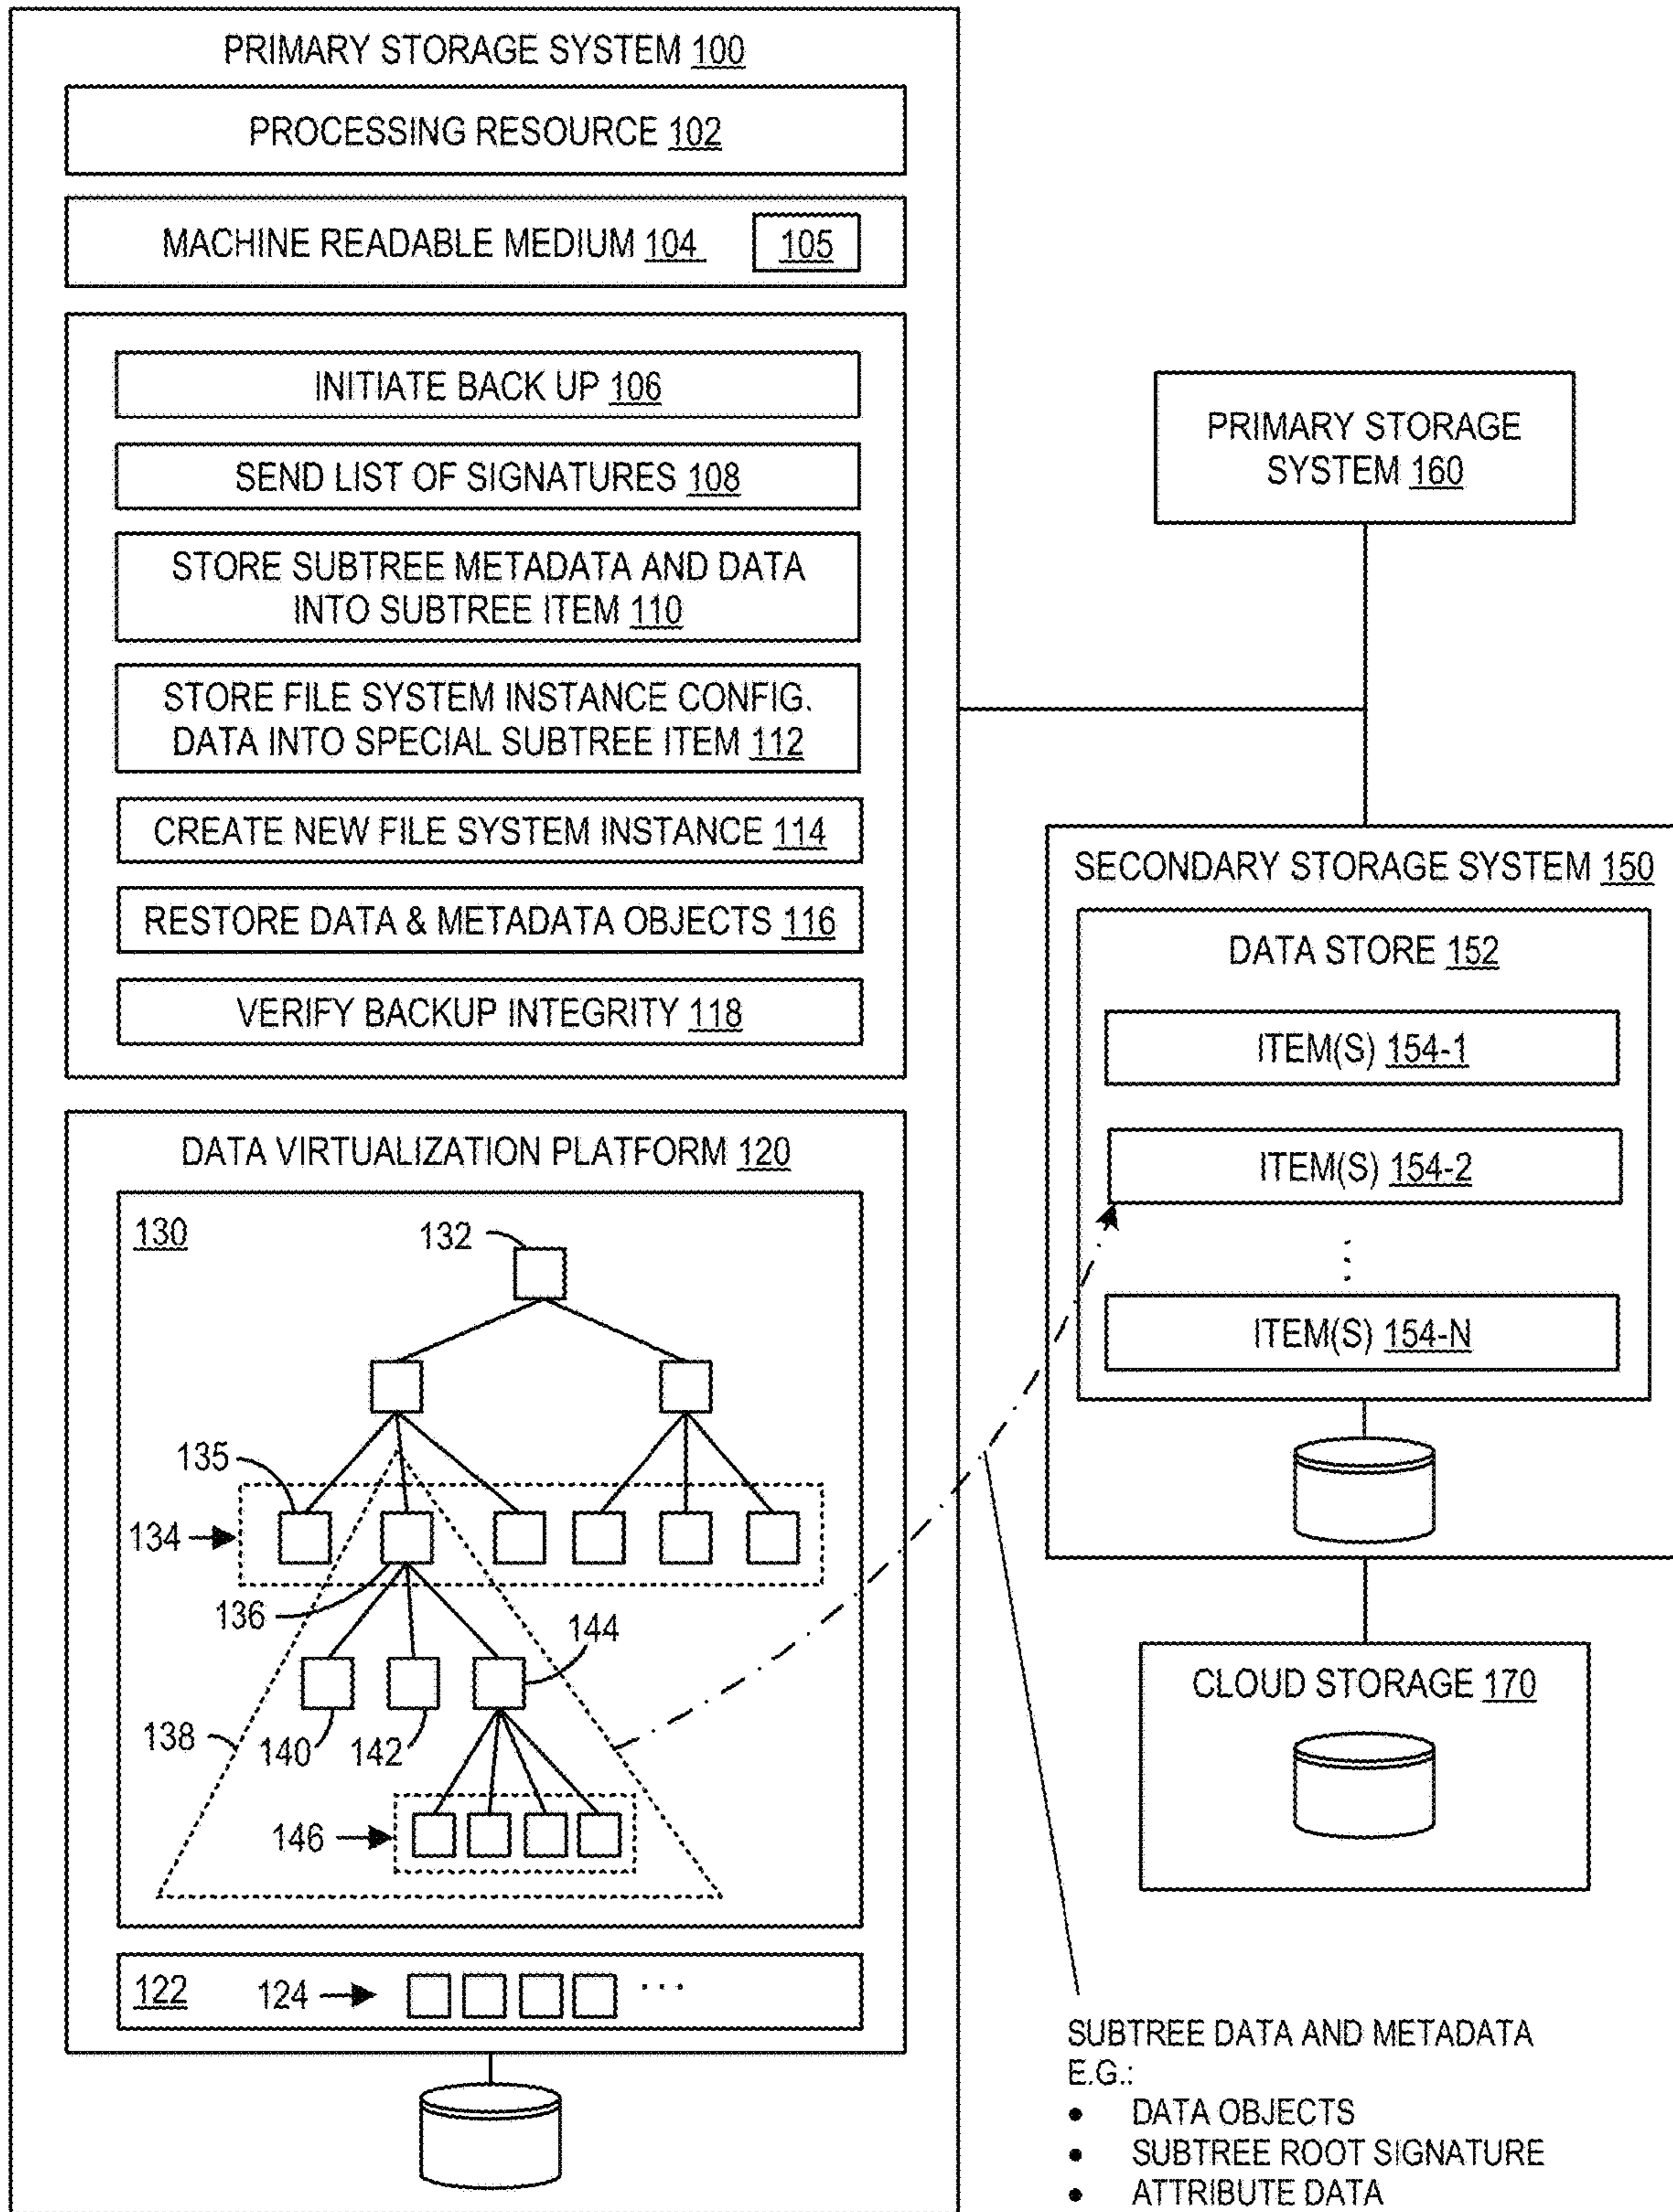 PRIMARY STORAGE SYSTEM 100
PROCESSING RESOURCE 102
MACHINE READABLE MEDIUM 104
105
INITIATE BACK UP 106
SEND LIST OF SIGNATURES 108
STORE SUBTREE METADATA AND DATA
INTO SUBTREE ITEM 110
STORE FILE SYSTEM INSTANCE CONFIG.
DATA INTO SPECIAL SUBTREE ITEM 112
CREATE NEW FILE SYSTEM INSTANCE 114
RESTORE DATA & METADATA OBJECTS 116
VERIFY BACKUP INTEGRITY 118
DATA VIRTUALIZATION PLATFORM 120
130
132
135
134
136
144
138
140
142
146
122
124
...
PRIMARY STORAGE
SYSTEM 160
SECONDARY STORAGE SYSTEM 150
DATA STORE 152
ITEM(S) 154-1
ITEM(S) 154-2
⋮
ITEM(S) 154-N
CLOUD STORAGE 170
SUBTREE DATA AND METADATA
E.G.:
• DATA OBJECTS
• SUBTREE ROOT SIGNATURE
• ATTRIBUTE DATA